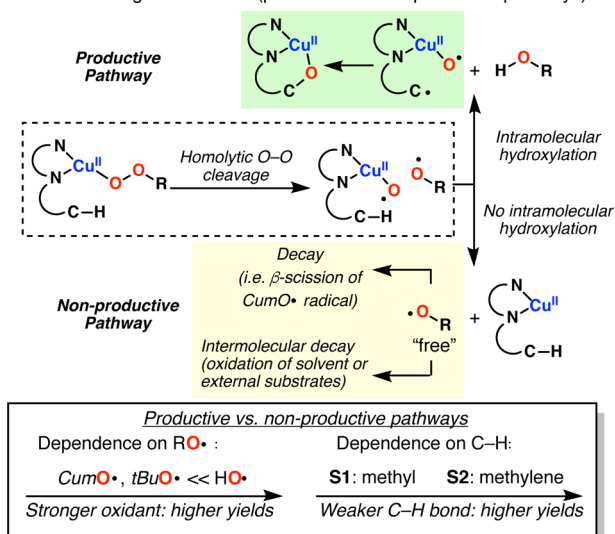 Productive
Pathway
N
N
Cu^II
O
C
N
N
Cu^II
O•
C •
+
H O R
N
N
Cu^II
O O R
C–H
Homolytic O–O
cleavage
N
N
Cu^II
O
•
C–H
•
O R
Intramolecular
hydroxylation
No intramolecular
hydroxylation
Non-productive
Pathway
Decay
(i.e. β-scission of
CumO• radical)
Intermolecular decay
(oxidation of solvent or
external substrates)
•O R
“free”
+
N
N
Cu^II
C–H
Productive vs. non-productive pathways
Dependence on RO• :
CumO•, tBuO• << HO•
Stronger oxidant: higher yields
Dependence on C–H:
S1: methyl S2: methylene
Weaker C–H bond: higher yields